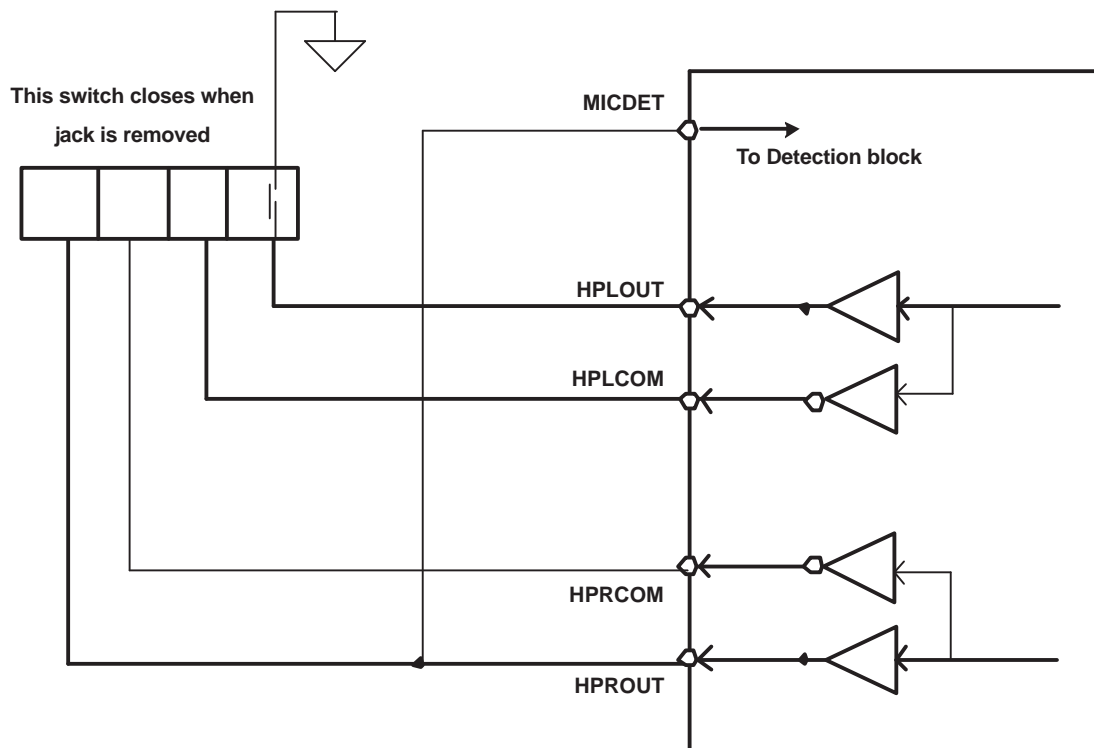 This switch closes when
jack is removed
MICDET
To Detection block
HPLOUT
HPLCOM
HPRCOM
HPROUT